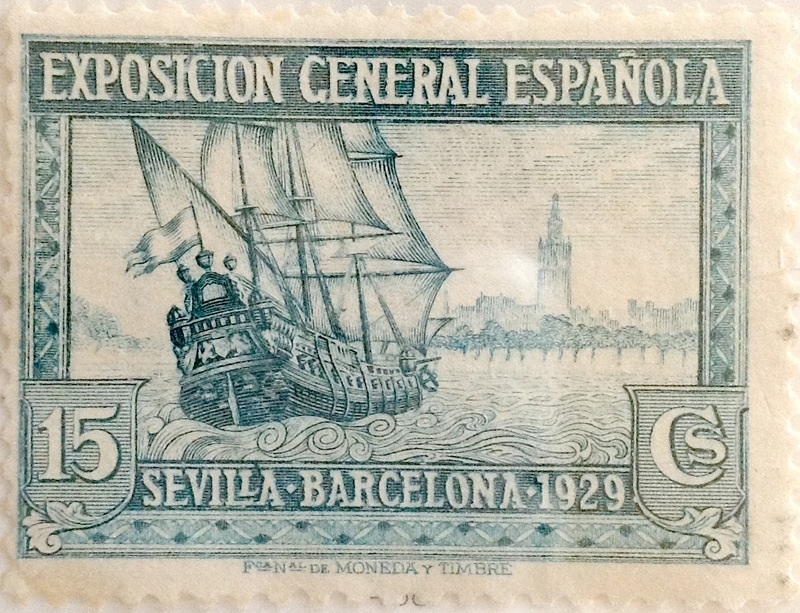 EXPOSICION GENERAL ESPAÑOLA
15 Cs
SEVILLA·BARCELONA·1929
Fca NAL DE MONEDA Y TIMBRE